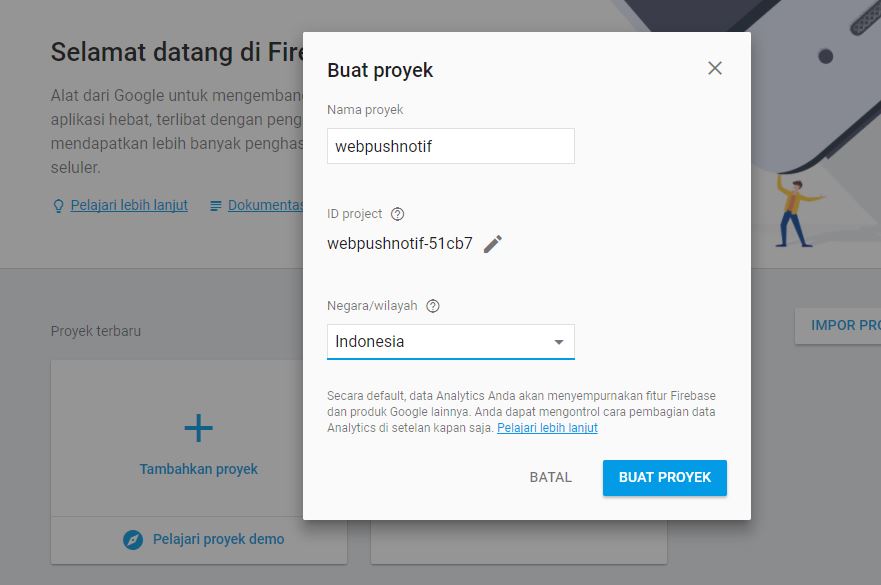 Selamat datang di Fire
Alat dari Google untuk mengemban
aplikasi hebat, terlibat dengan peng
mendapatkan lebih banyak penghas
seluler.
Pelajari lebih lanjut
Dokumentas
Proyek terbaru
IMPOR PRO
Tambahkan proyek
Pelajari proyek demo
Buat proyek
Nama proyek
webpushnotif
ID project
webpushnotif-51cb7
Negara/wilayah
Indonesia
Secara default, data Analytics Anda akan menyempurnakan fitur Firebase
dan produk Google lainnya. Anda dapat mengontrol cara pembagian data
Analytics di setelan kapan saja. Pelajari lebih lanjut
BATAL
BUAT PROYEK